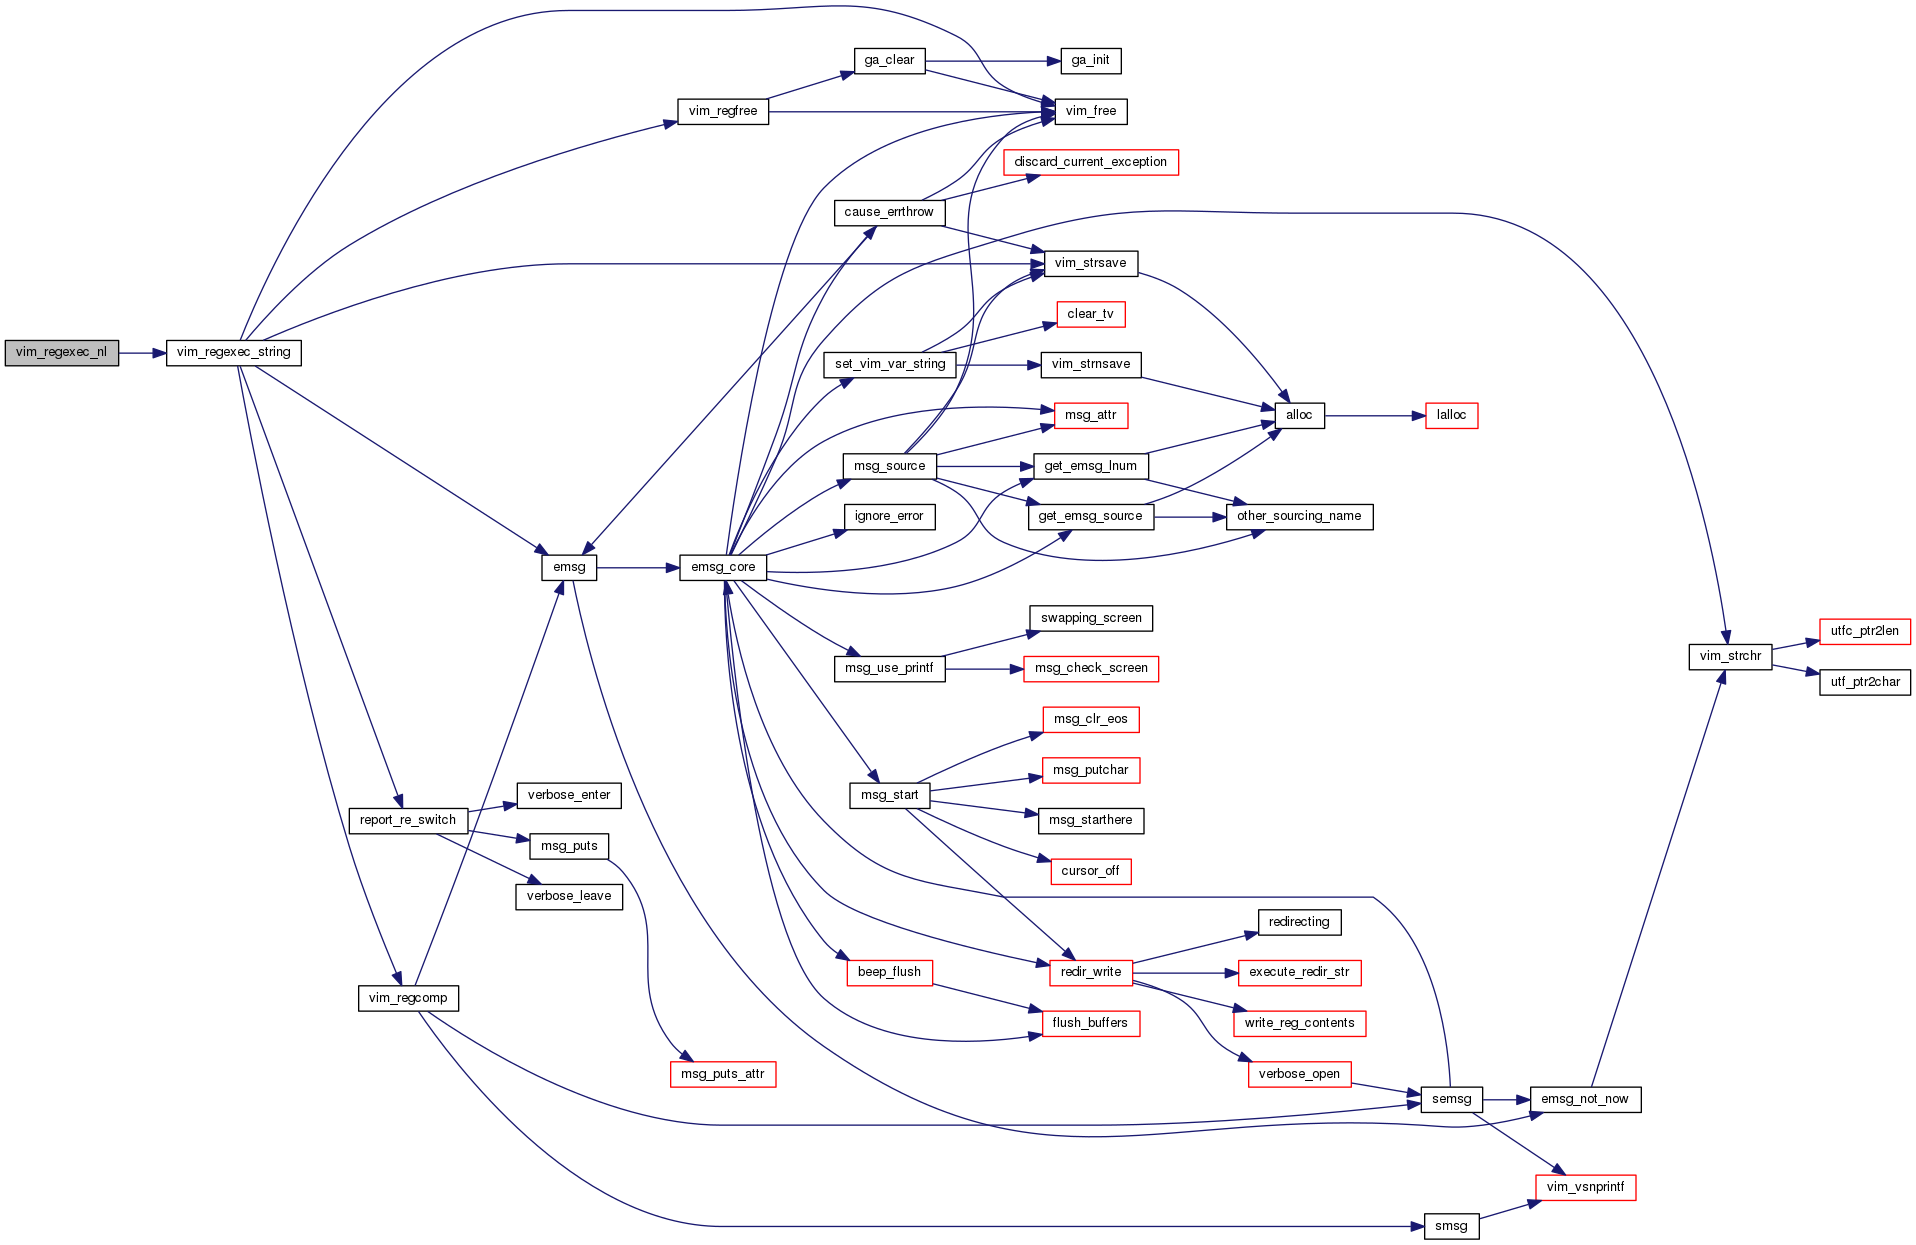 ga_clear
ga_init
vim_regfree
vim_free
discard_current_exception
cause_errthrow
vim_strsave
clear_tv
vim_regexec_nl
vim_regexec_string
set_vim_var_string
vim_strnsave
msg_attr
alloc
lalloc
msg_source
get_emsg_lnum
ignore_error
get_emsg_source
other_sourcing_name
emsg
emsg_core
swapping_screen
utfc_ptr2len
msg_use_printf
msg_check_screen
vim_strchr
utf_ptr2char
msg_clr_eos
msg_putchar
verbose_enter
msg_start
report_re_switch
msg_starthere
msg_puts
cursor_off
verbose_leave
redirecting
beep_flush
redir_write
execute_redir_str
vim_regcomp
flush_buffers
write_reg_contents
msg_puts_attr
verbose_open
semsg
emsg_not_now
vim_vsnprintf
smsg